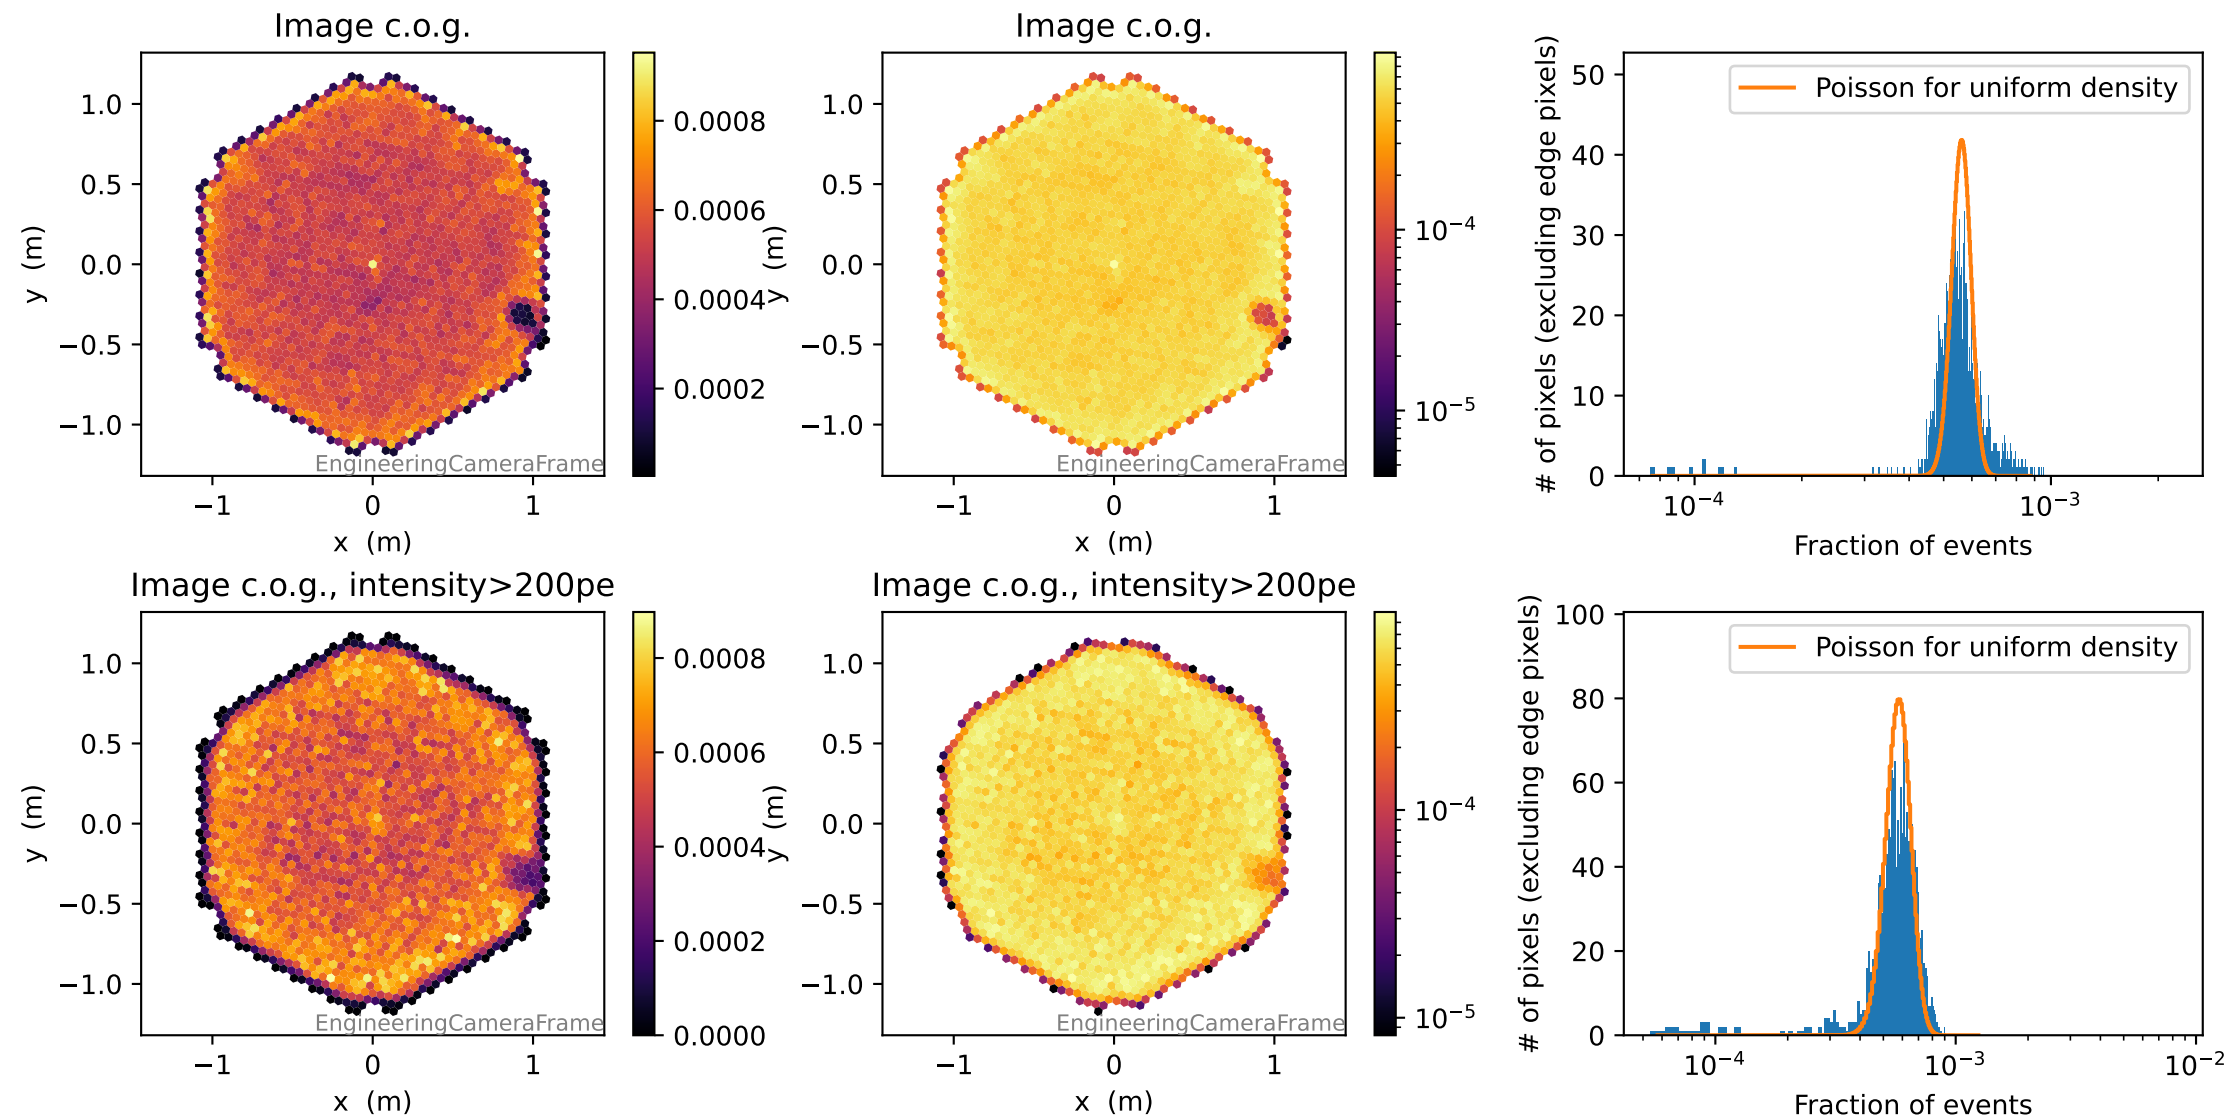 Image c.o.g.
1.0
0.5
0.0
−0.5
−1.0
y (m)
−1
0
1
x (m)
EngineeringCameraFrame
0.0008
0.0006
0.0004
0.0002
Image c.o.g.
1.0
0.5
0.0
−0.5
−1.0
y (m)
−1
0
1
x (m)
EngineeringCameraFrame
10⁻⁴
10⁻⁵
# of pixels (excluding edge pixels)
50
40
30
20
10
0
Poisson for uniform density
10⁻⁴
10⁻³
Fraction of events
Image c.o.g., intensity>200pe
1.0
0.5
0.0
−0.5
−1.0
y (m)
−1
0
1
x (m)
EngineeringCameraFrame
0.0008
0.0006
0.0004
0.0002
0.0000
Image c.o.g., intensity>200pe
1.0
0.5
0.0
−0.5
−1.0
y (m)
−1
0
1
x (m)
EngineeringCameraFrame
10⁻⁴
10⁻⁵
# of pixels (excluding edge pixels)
100
80
60
40
20
0
Poisson for uniform density
10⁻⁴
10⁻³
10⁻²
Fraction of events